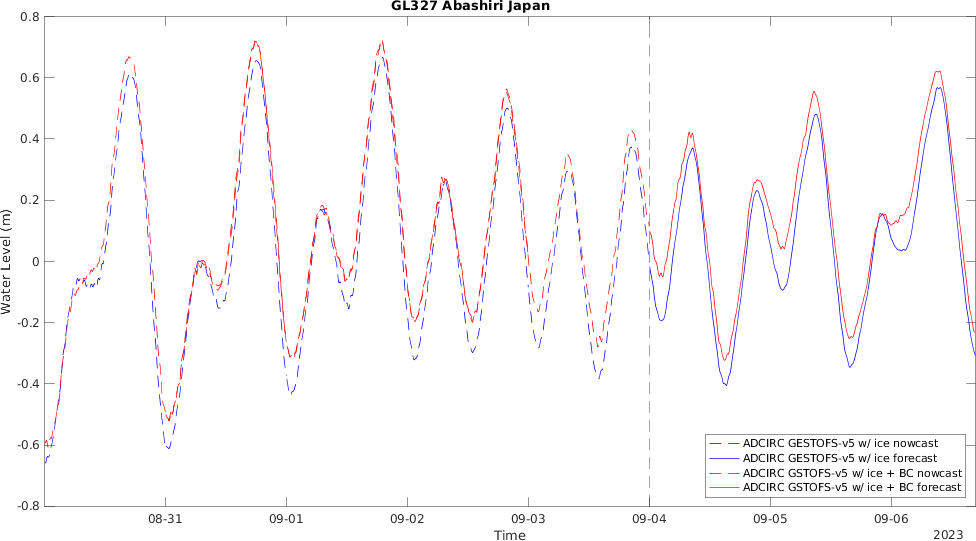 GL327 Abashiri Japan
0.8
0.6
0.4
0.2
0
-0.2
-0.4
-0.6
-0.8
Water Level (m)
08-31
09-01
09-02
09-03
09-04
09-05
09-06
Time
2023
ADCIRC GESTOFS-v5 w/ ice nowcast
ADCIRC GESTOFS-v5 w/ ice forecast
ADCIRC GSTOFS-v5 w/ ice + BC nowcast
ADCIRC GSTOFS-v5 w/ ice + BC forecast